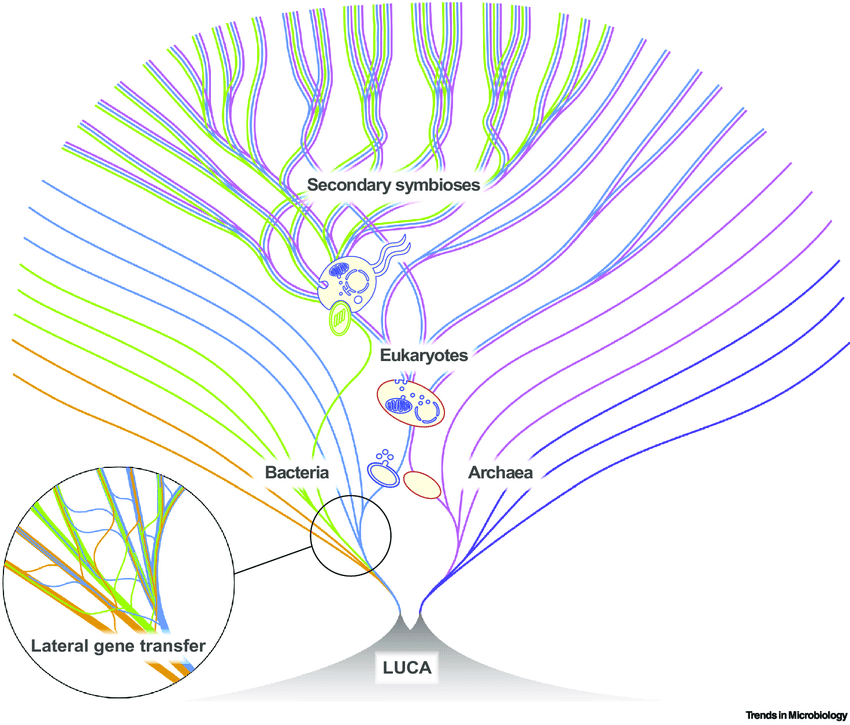 Secondary symbioses
Eukaryotes
Bacteria
Archaea
Lateral gene transfer
LUCA
Trends in Microbiology